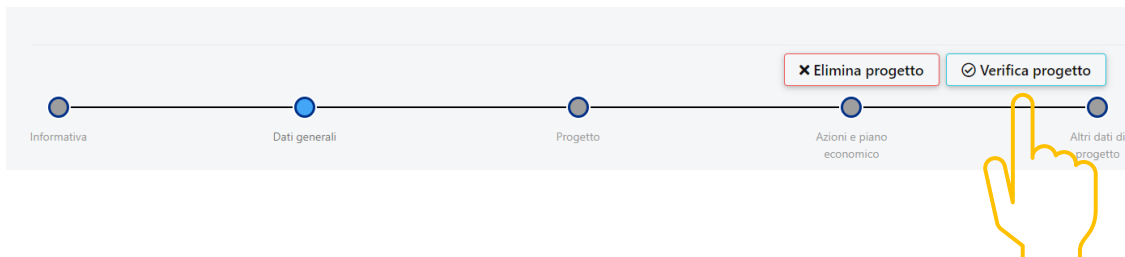 Elimina progetto
Verifica progetto
Informativa
Dati generali
Progetto
Azioni e piano
economico
Altri dati di
progetto